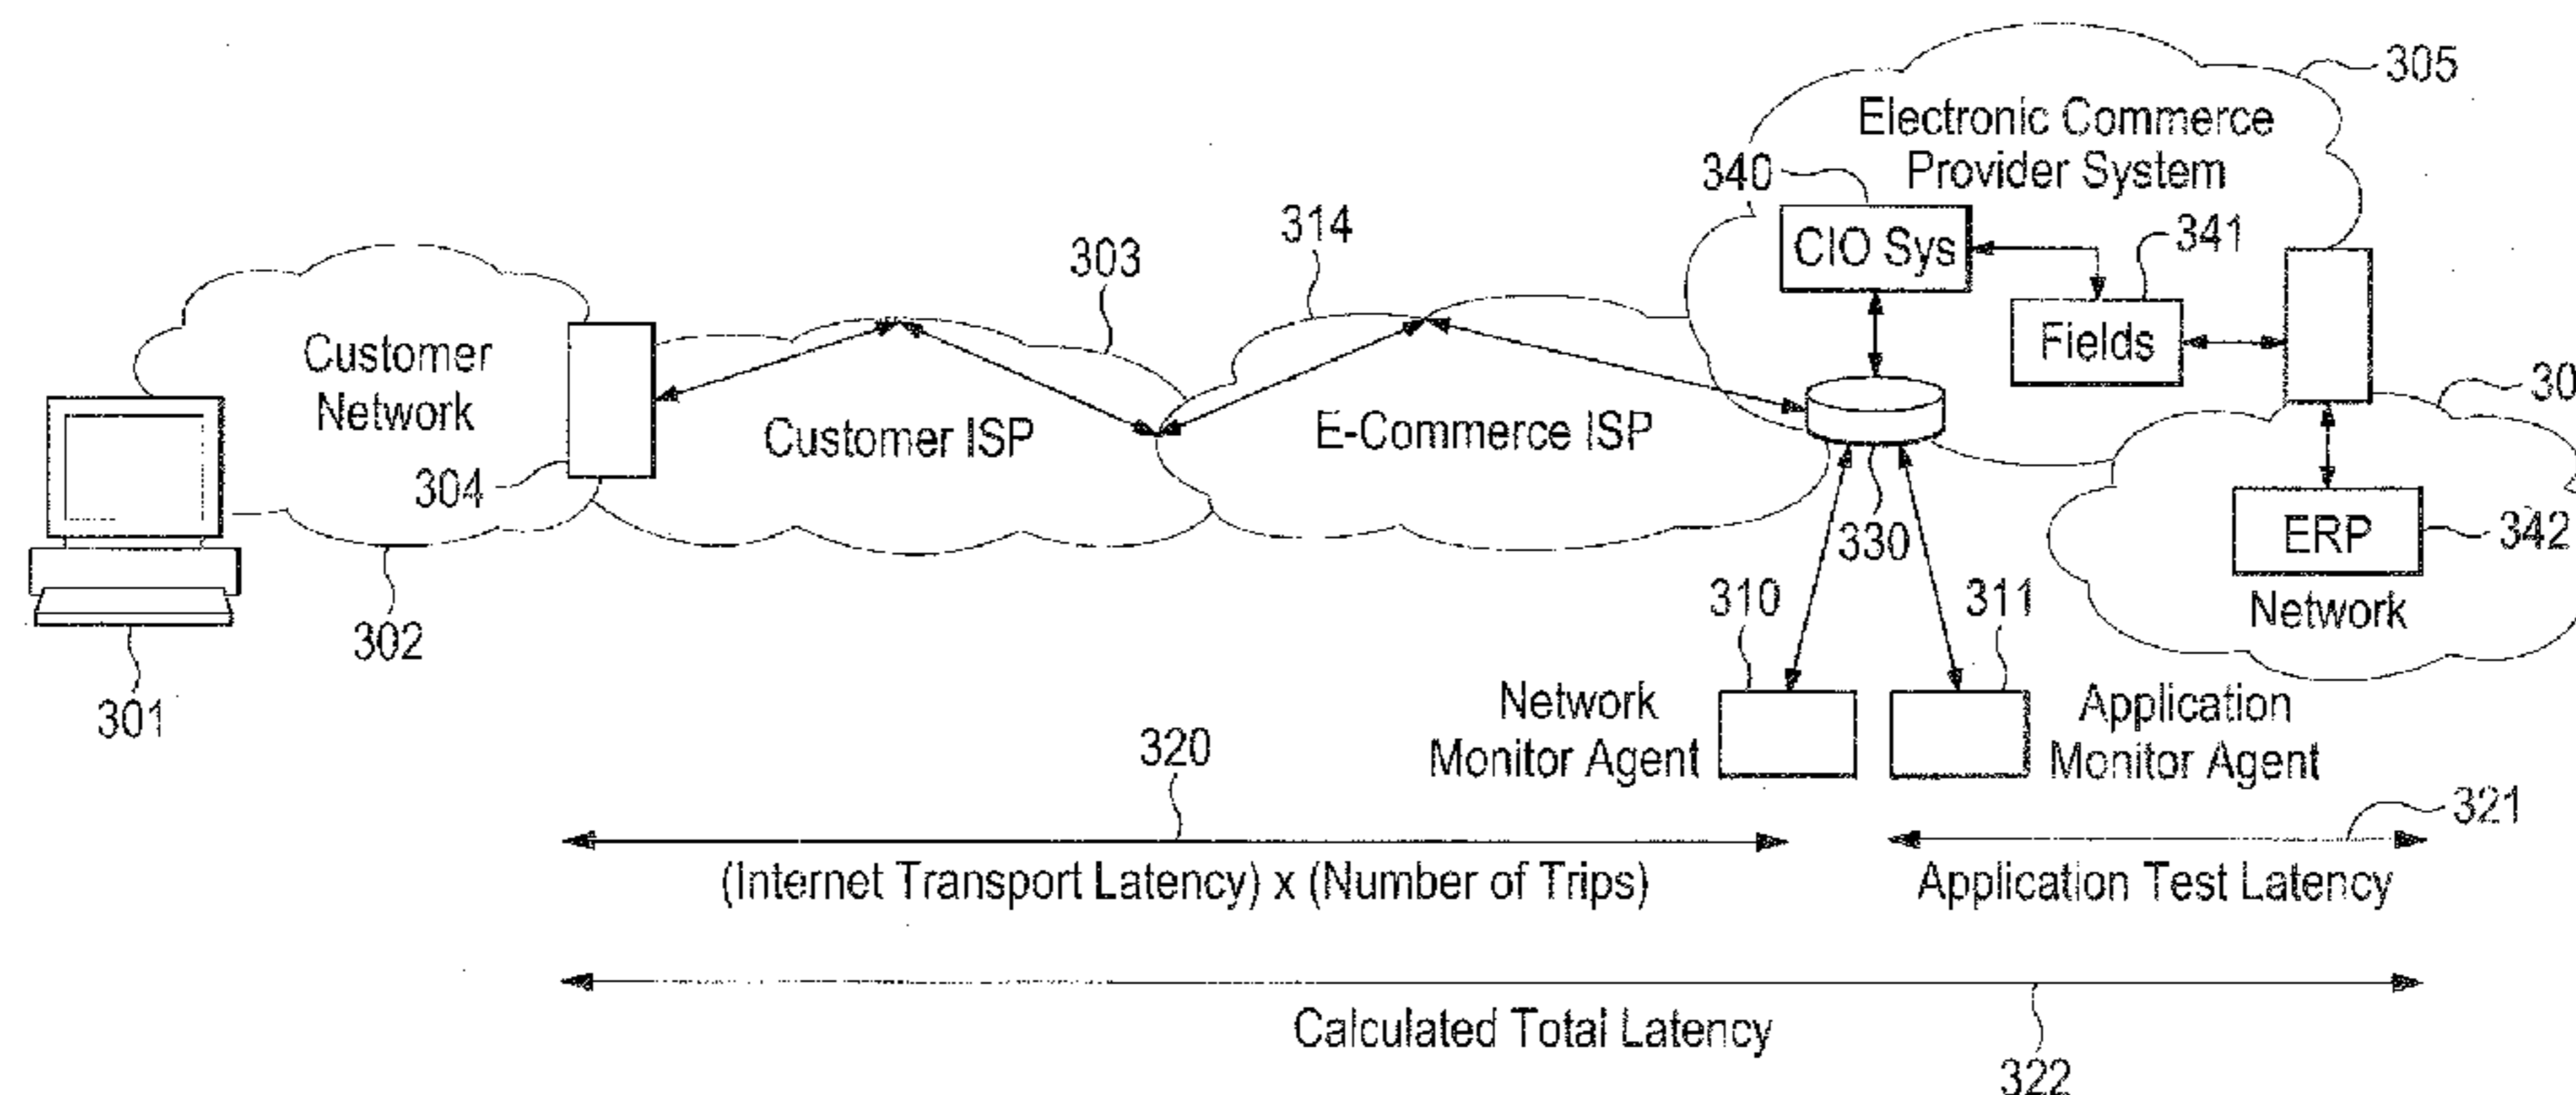 305
Electronic Commerce
Provider System
340
CIO Sys
341
314
303
Fields
Customer
Network
Customer ISP
E-Commerce ISP
304
330
ERP
342
Network
302
301
310
311
Network
Monitor Agent
Application
Monitor Agent
320
321
(Internet Transport Latency) x (Number of Trips)
Application Test Latency
Calculated Total Latency
322